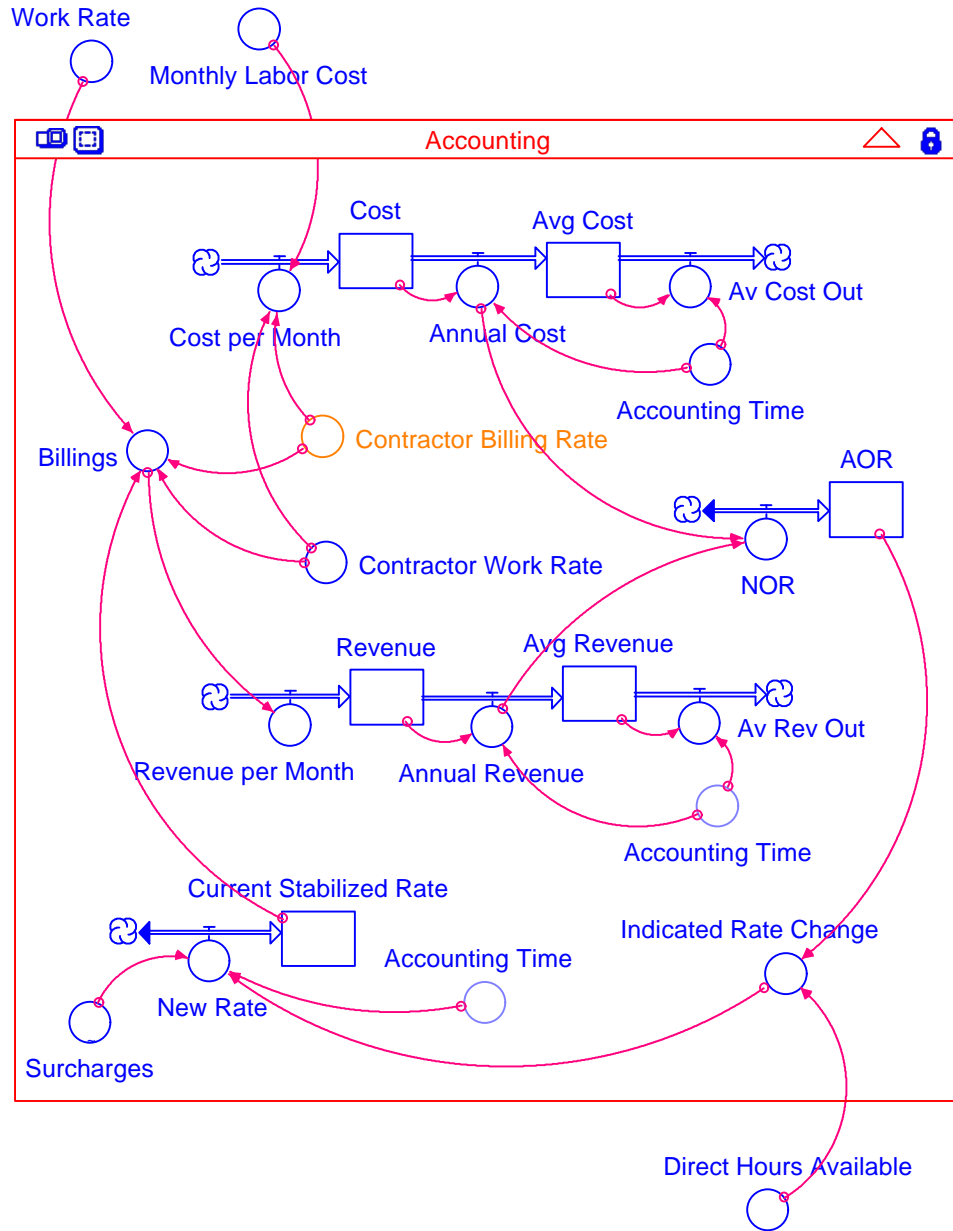 Work Rate
Monthly Labor Cost
Accounting
Cost
Avg Cost
Av Cost Out
Cost per Month
Annual Cost
Accounting Time
Contractor Billing Rate
Billings
AOR
Contractor Work Rate
NOR
Revenue
Avg Revenue
Av Rev Out
Revenue per Month
Annual Revenue
Accounting Time
Current Stabilized Rate
Indicated Rate Change
Accounting Time
New Rate
Surcharges
Direct Hours Available